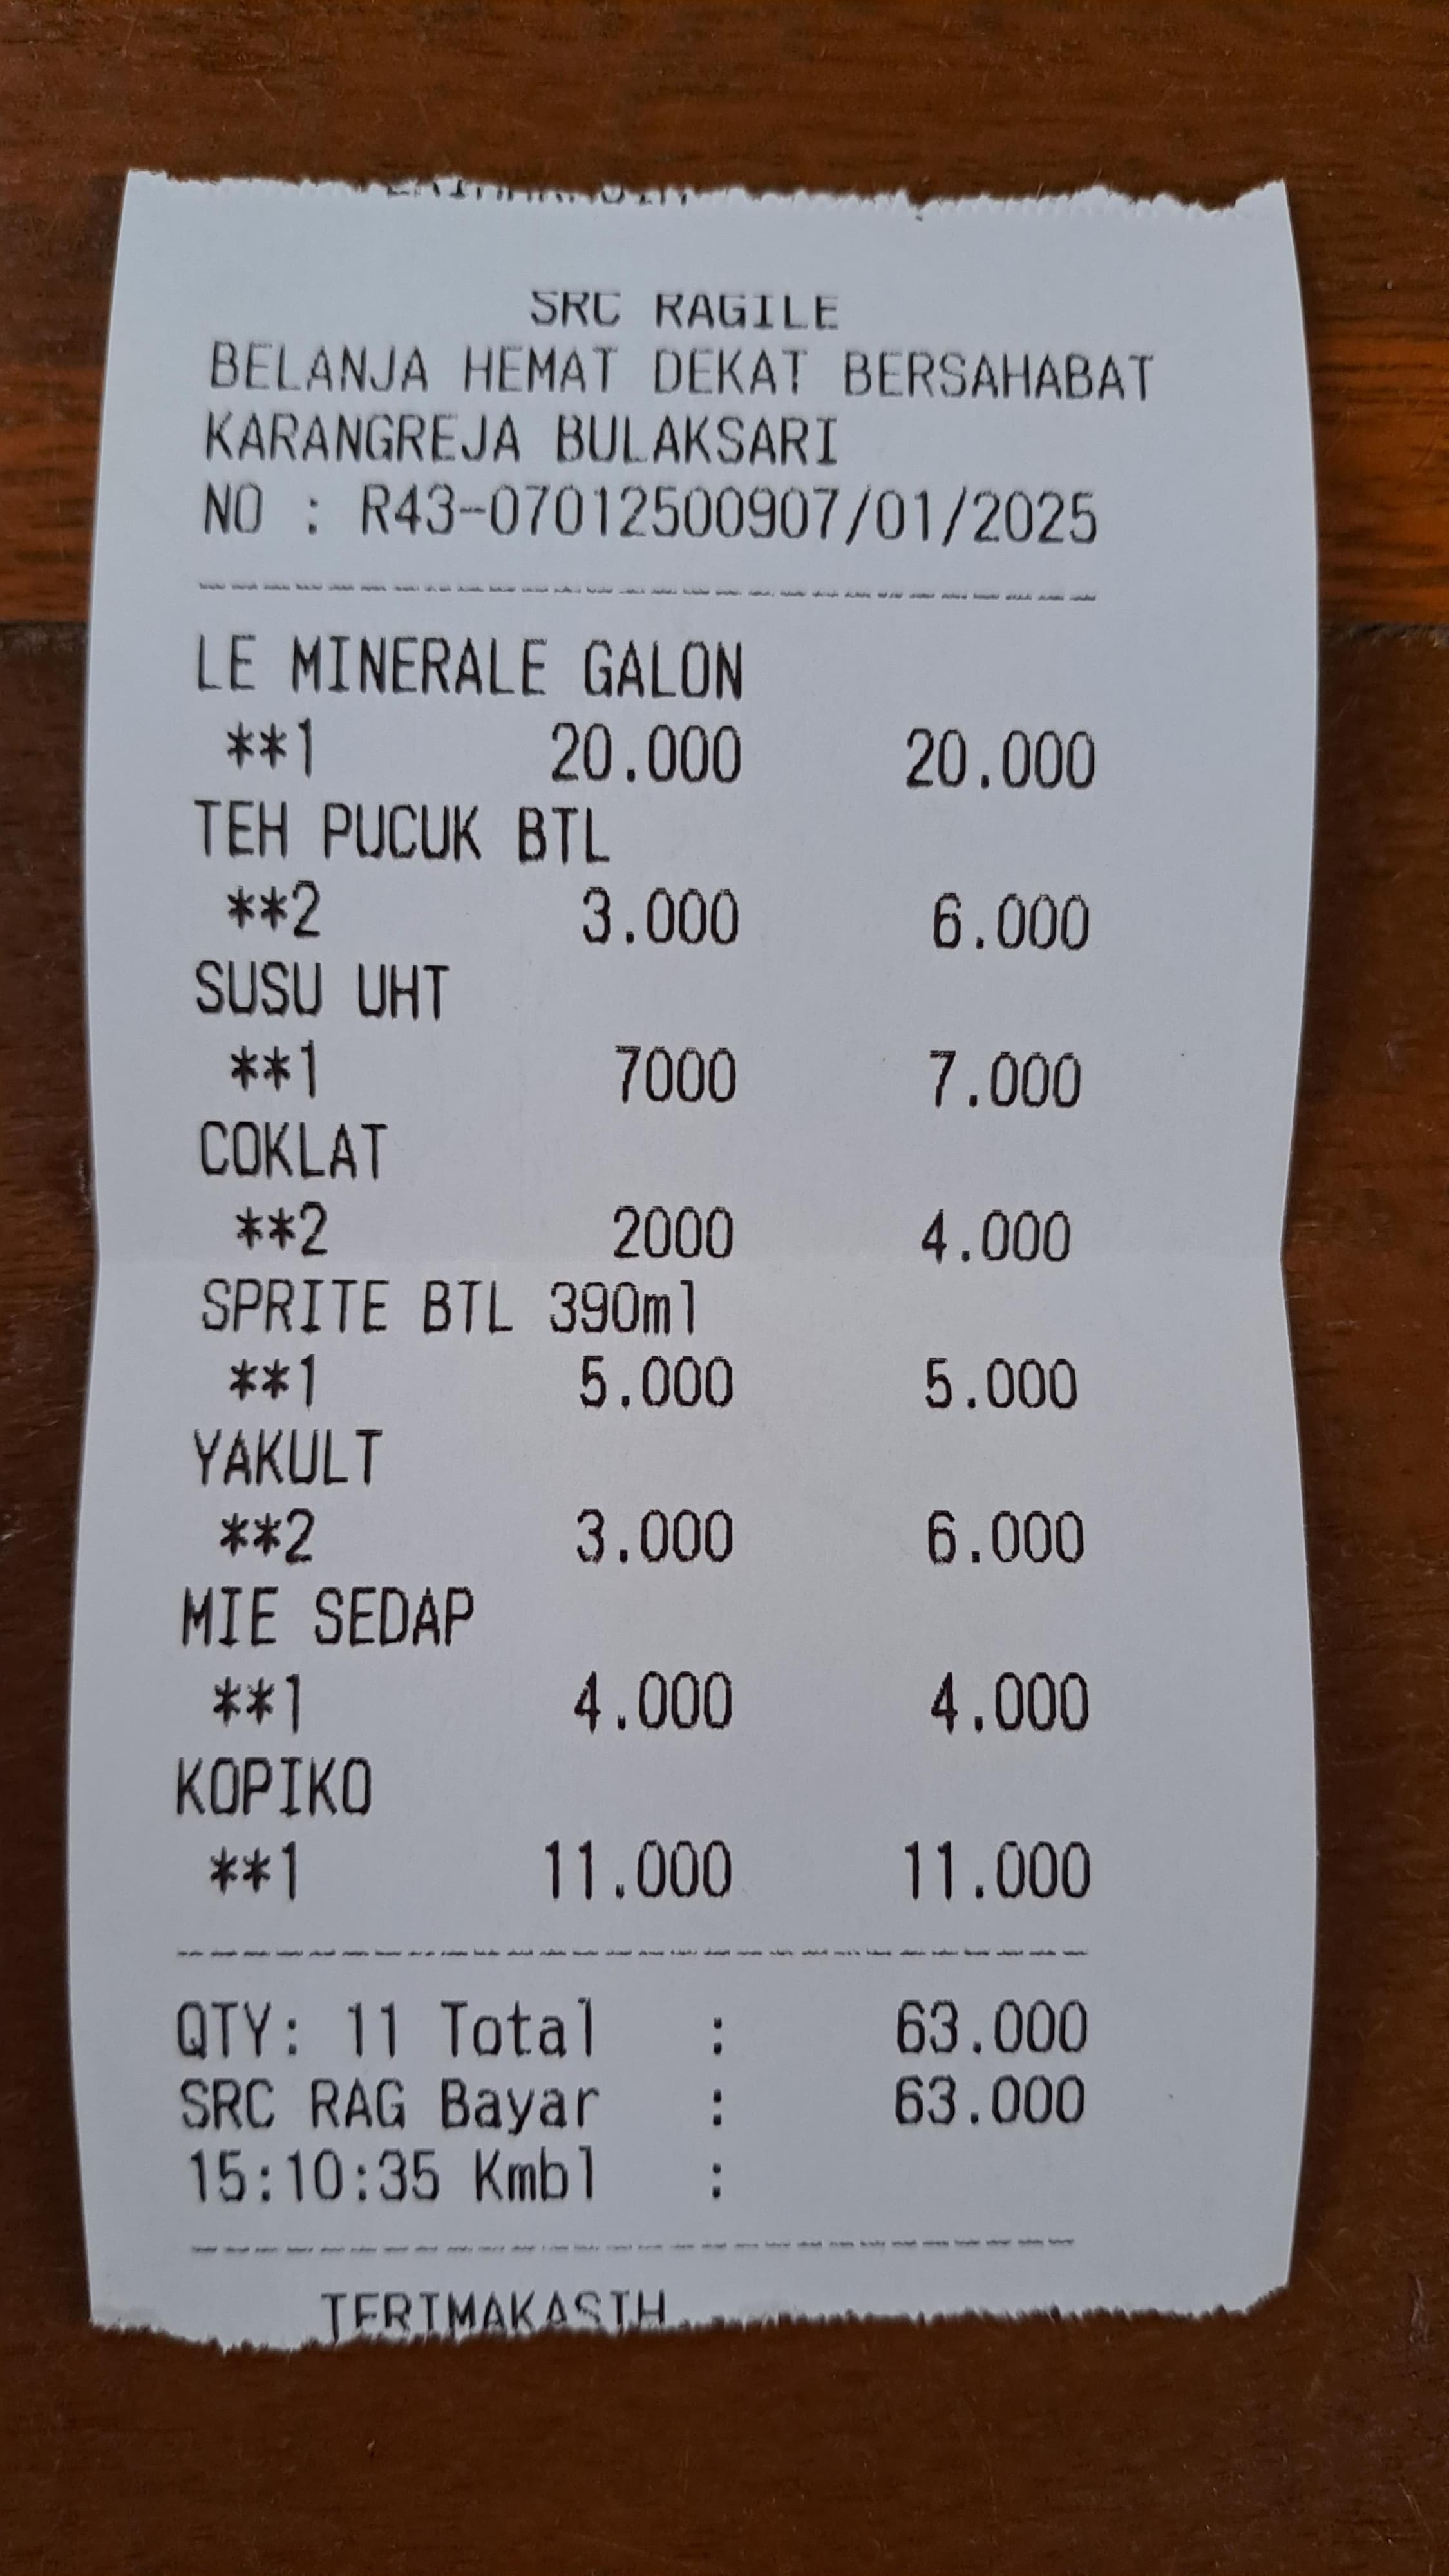 SRC RAGILE
BELANJA HEMAT DEKAT BERSAHABAT
KARANGREJA BULAKSARI
NO : R43-07012500907/01/2025
LE MINERALE GALON
**1 20.000 20.000
TEH PUCUK BTL
**2 3.000 6.000
SUSU UHT
**1 7000 7.000
COKLAT
**2 2000 4.000
SPRITE BTL 390ml
**1 5.000 5.000
YAKULT
**2 3.000 6.000
MIE SEDAP
**1 4.000 4.000
KOPIKO
**1 11.000 11.000
QTY: 11 Total : 63.000
SRC RAG Bayar : 63.000
15:10:35 Kmbl :
TERIMAKASIH